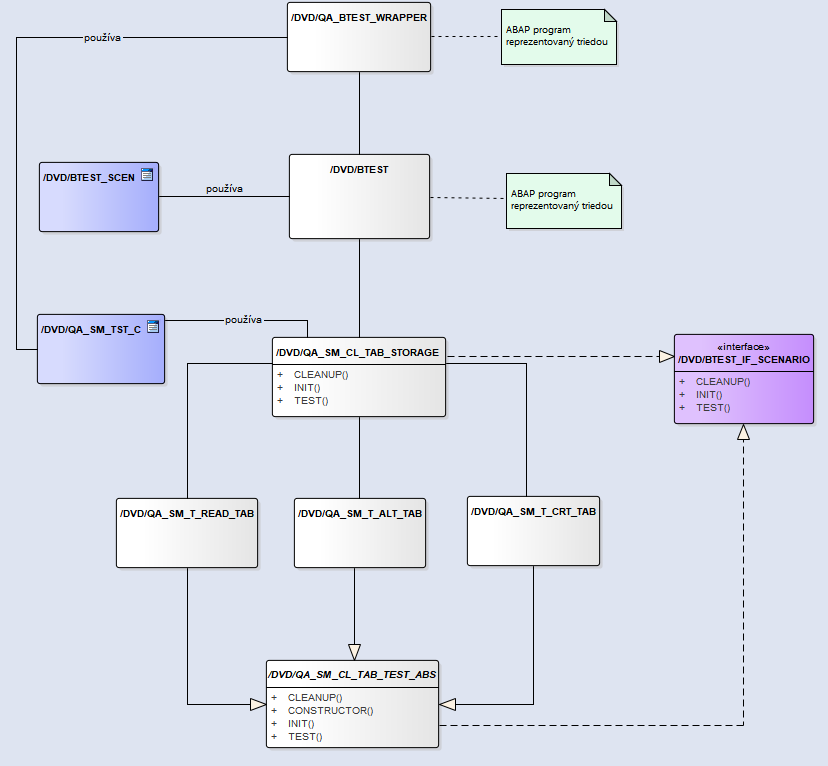 /DVD/QA_BTEST_WRAPPER
ABAP program
reprezentovaný triedou
používa
/DVD/BTEST_SCEN
používa
/DVD/BTEST
ABAP program
reprezentovaný triedou
/DVD/QA_SM_TST_C
používa
/DVD/QA_SM_CL_TAB_STORAGE
+ CLEANUP()
+ INIT()
+ TEST()
«interface»
/DVD/BTEST_IF_SCENARIO
+ CLEANUP()
+ INIT()
+ TEST()
/DVD/QA_SM_T_READ_TAB
/DVD/QA_SM_T_ALT_TAB
/DVD/QA_SM_T_CRT_TAB
/DVD/QA_SM_CL_TAB_TEST_ABS
+ CLEANUP()
+ CONSTRUCTOR()
+ INIT()
+ TEST()